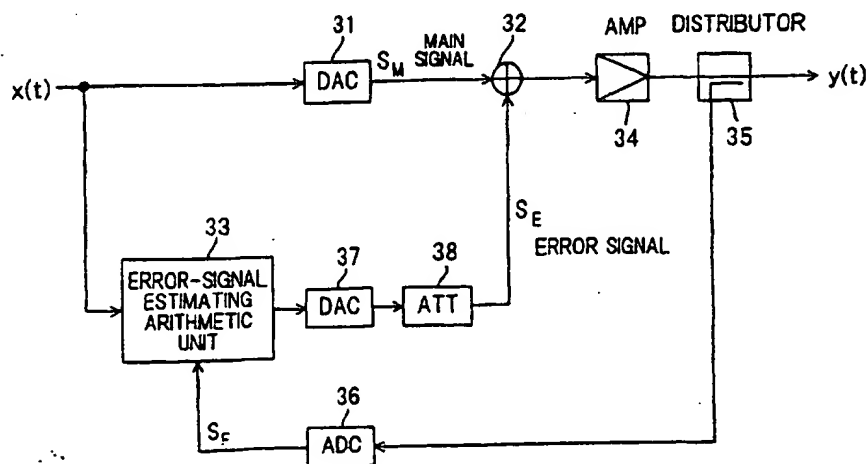 31
32
AMP
DISTRIBUTOR
x(t)
DAC
S_M
MAIN
SIGNAL
y(t)
34
35
S_E
ERROR SIGNAL
33
ERROR-SIGNAL
ESTIMATING
ARITHMETIC
UNIT
37
DAC
38
ATT
36
S_F
ADC